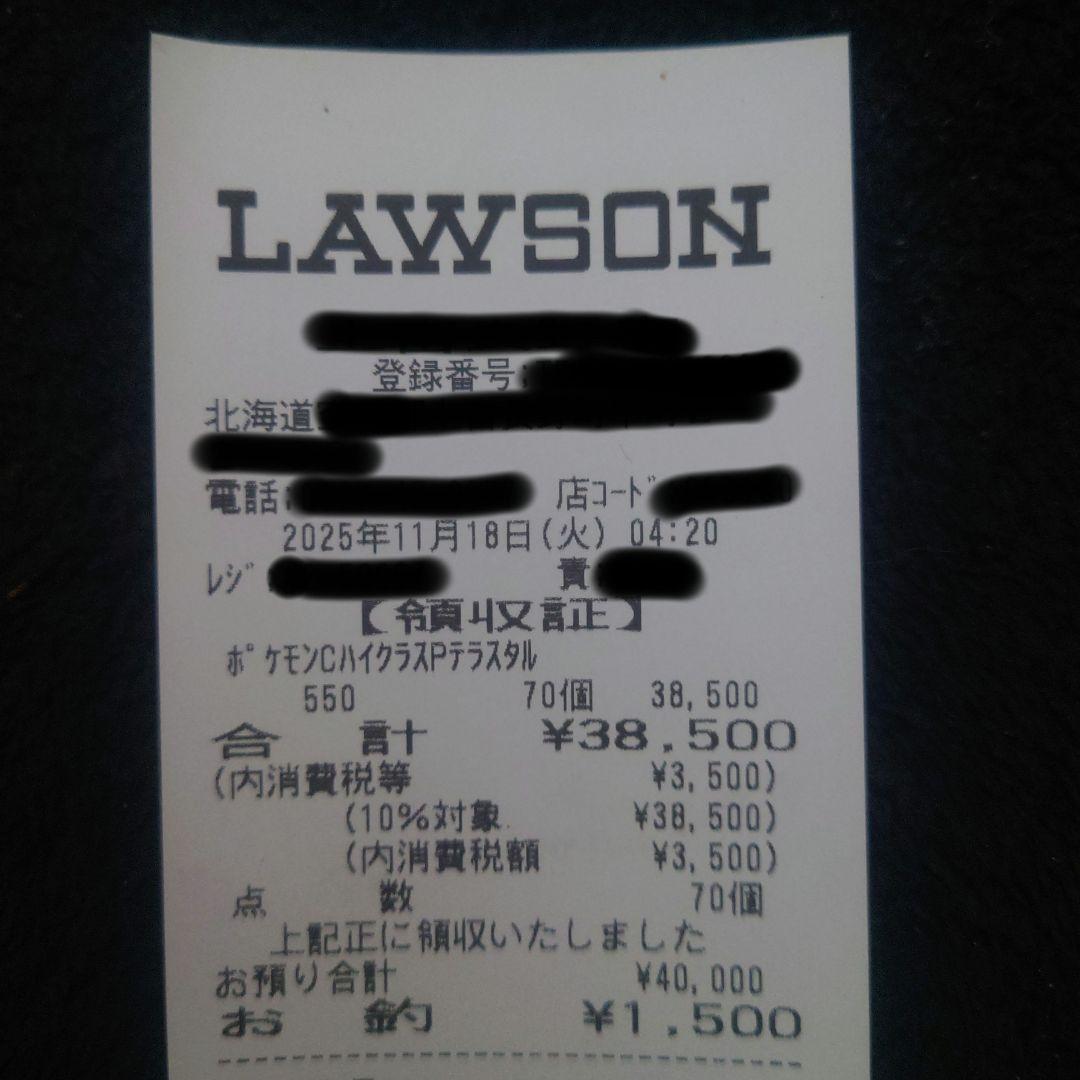 LAWSON
登録番号:
北海道
電話:
店コード
2025年11月18日(火) 04:20
レジ
責
【領収証】
ポケモンCハイクラスPテラスタル
550 70個 38,500
合 計 ¥38,500
(内消費税等 ¥3,500)
(10%対象 ¥38,500)
(内消費税額 ¥3,500)
点 数 70個
上記正に領収いたしました
お預り合計 ¥40,000
お 釣 ¥1,500